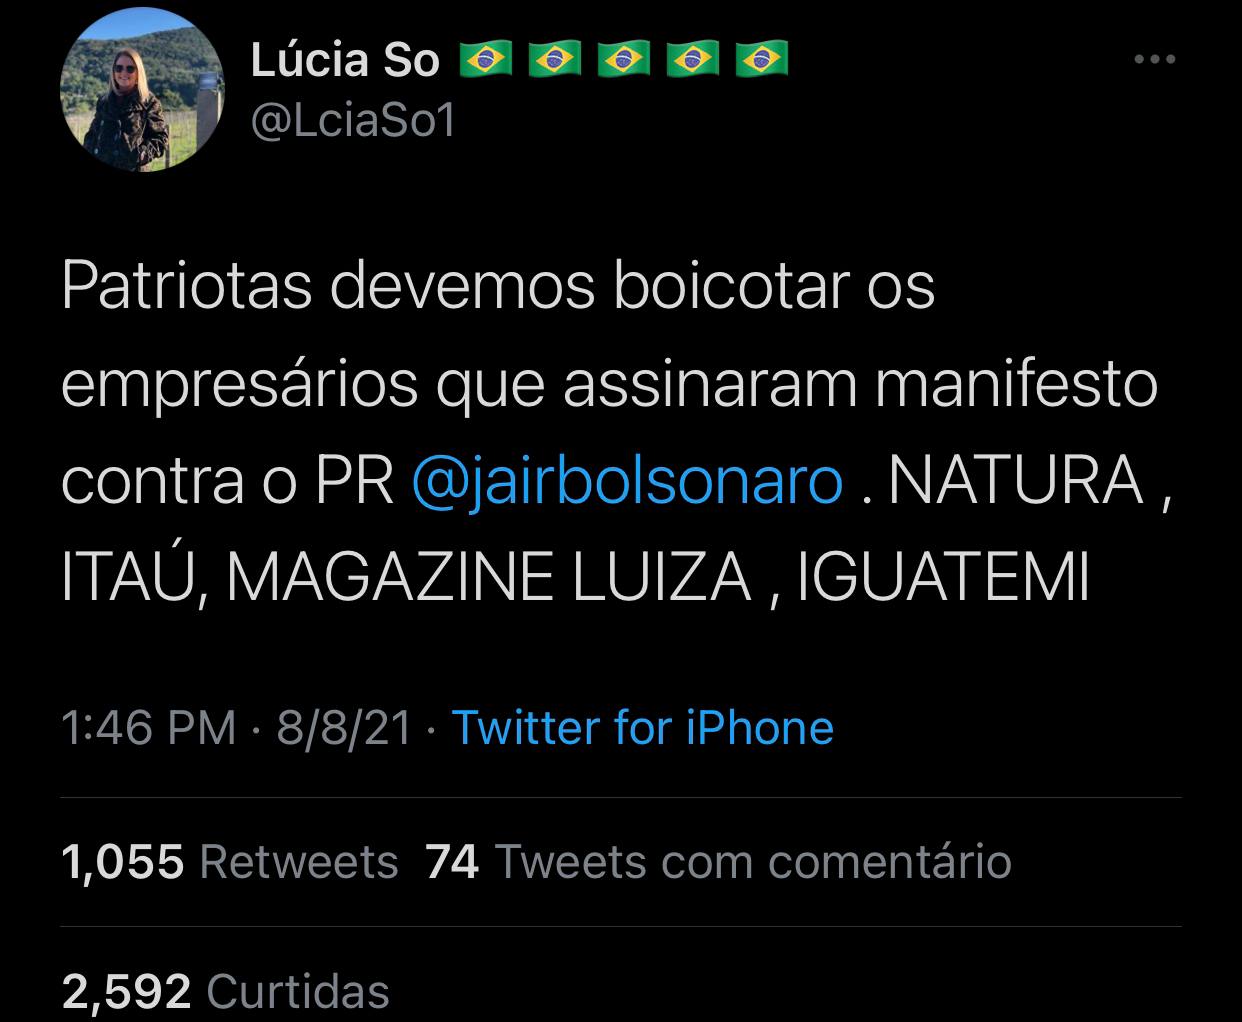 Lúcia So 🇧🇷 🇧🇷 🇧🇷 🇧🇷 🇧🇷
@LciaSo1
Patriotas devemos boicotar os
empresários que assinaram manifesto
contra o PR @jairbolsonaro . NATURA ,
ITAÚ, MAGAZINE LUIZA , IGUATEMI
1:46 PM · 8/8/21 · Twitter for iPhone
1,055 Retweets 74 Tweets com comentário
2,592 Curtidas